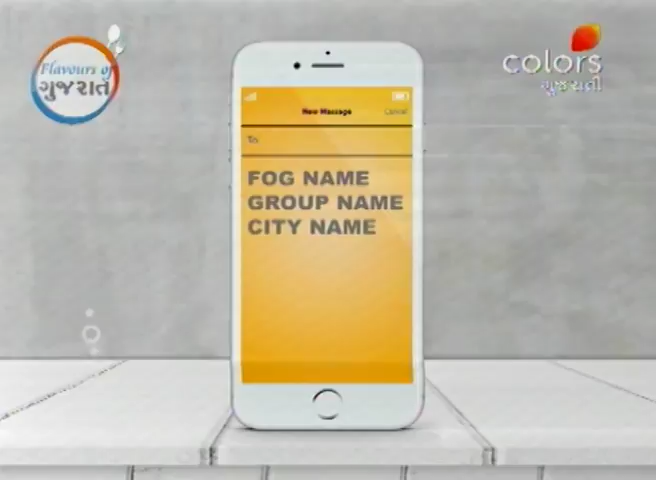 Flavours of
ગુજરાત
colors
ગુજરાતી
New Message
Cancel
To:
FOG NAME
GROUP NAME
CITY NAME